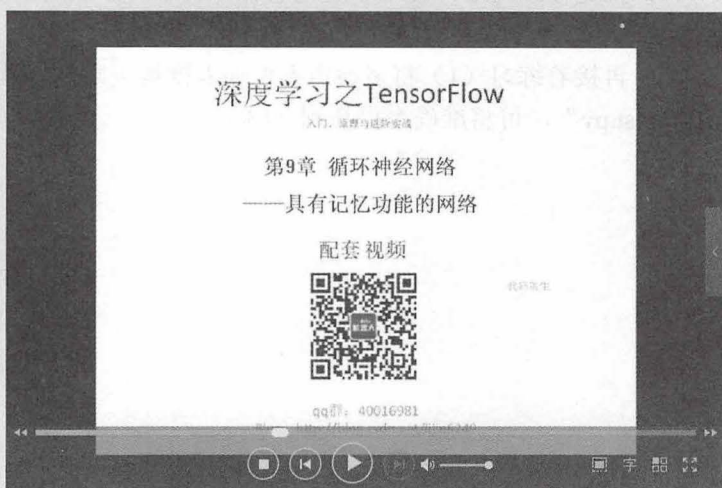 深度学习之TensorFlow
入门、原理与进阶实战
第9章 循环神经网络
——具有记忆功能的网络
配套 视频
代码医生
qq群：40016981
字